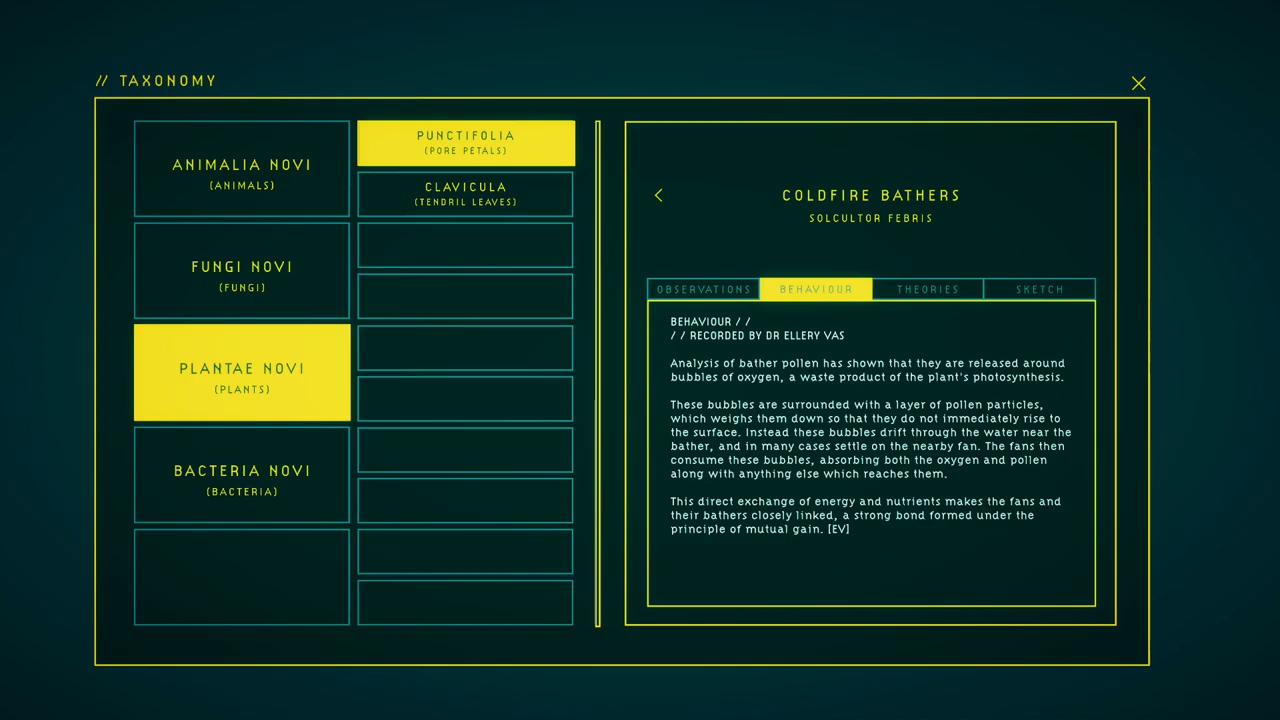 // TAXONOMY
ANIMALIA NOVI
(ANIMALS)
FUNGI NOVI
(FUNGI)
PLANTAE NOVI
(PLANTS)
BACTERIA NOVI
(BACTERIA)
PUNCTIFOLIA
(PORE PETALS)
CLAVICULA
(TENDRIL LEAVES)
COLDFIRE BATHERS
SOLCULTOR FEBRIS
OBSERVATIONS
BEHAVIOUR
THEORIES
SKETCH
BEHAVIOUR / /
/ / RECORDED BY DR ELLERY VAS
Analysis of bather pollen has shown that they are released around
bubbles of oxygen, a waste product of the plant's photosynthesis.
These bubbles are surrounded with a layer of pollen particles,
which weighs them down so that they do not immediately rise to
the surface. Instead these bubbles drift through the water near the
bather, and in many cases settle on the nearby fan. The fans then
consume these bubbles, absorbing both the oxygen and pollen
along with anything else which reaches them.
This direct exchange of energy and nutrients makes the fans and
their bathers closely linked, a strong bond formed under the
principle of mutual gain. [EV]